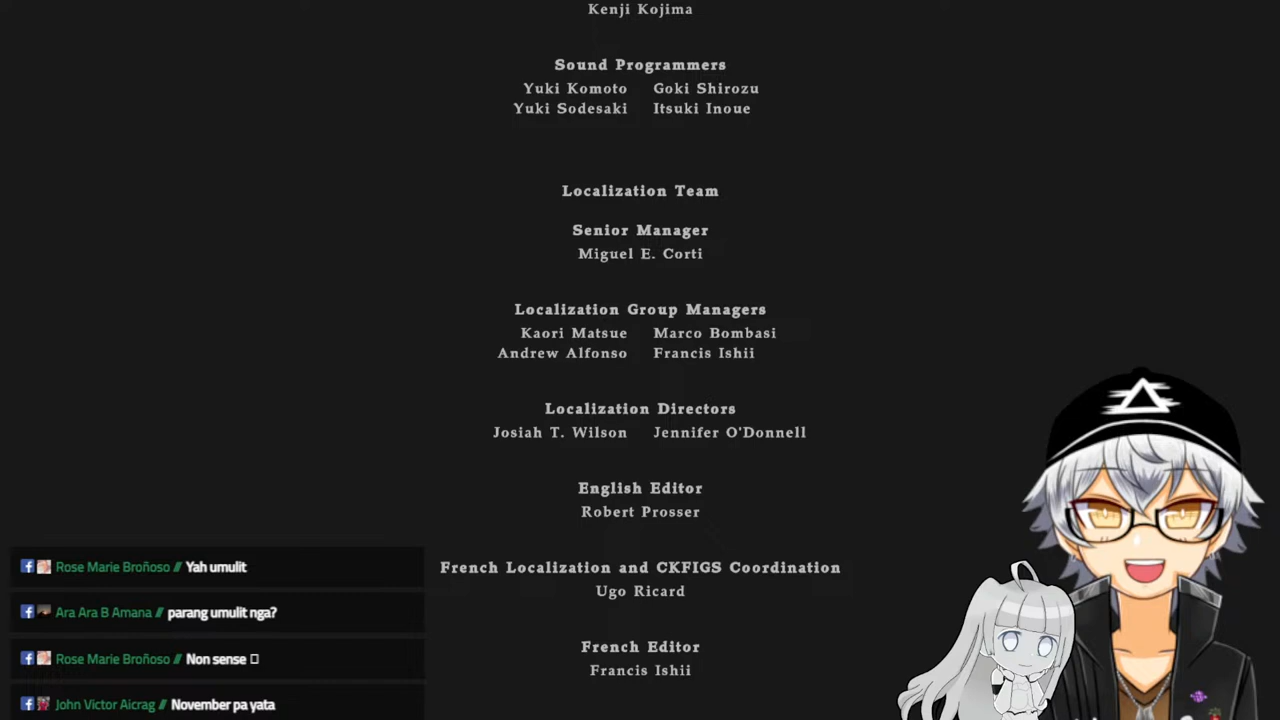 Kenji Kojima
Sound Programmers
Yuki Komoto Goki Shirozu
Yuki Sodesaki Itsuki Inoue
Localization Team
Senior Manager
Miguel E. Corti
Localization Group Managers
Kaori Matsue Marco Bombasi
Andrew Alfonso Francis Ishii
Localization Directors
Josiah T. Wilson Jennifer O'Donnell
English Editor
Robert Prosser
French Localization and CKFIGS Coordination
Ugo Ricard
French Editor
Francis Ishii
Rose Marie Broñoso // Yah umulit
Ara Ara B Amana // parang umulit nga?
Rose Marie Broñoso // Non sense
John Victor Aicrag // November pa yata